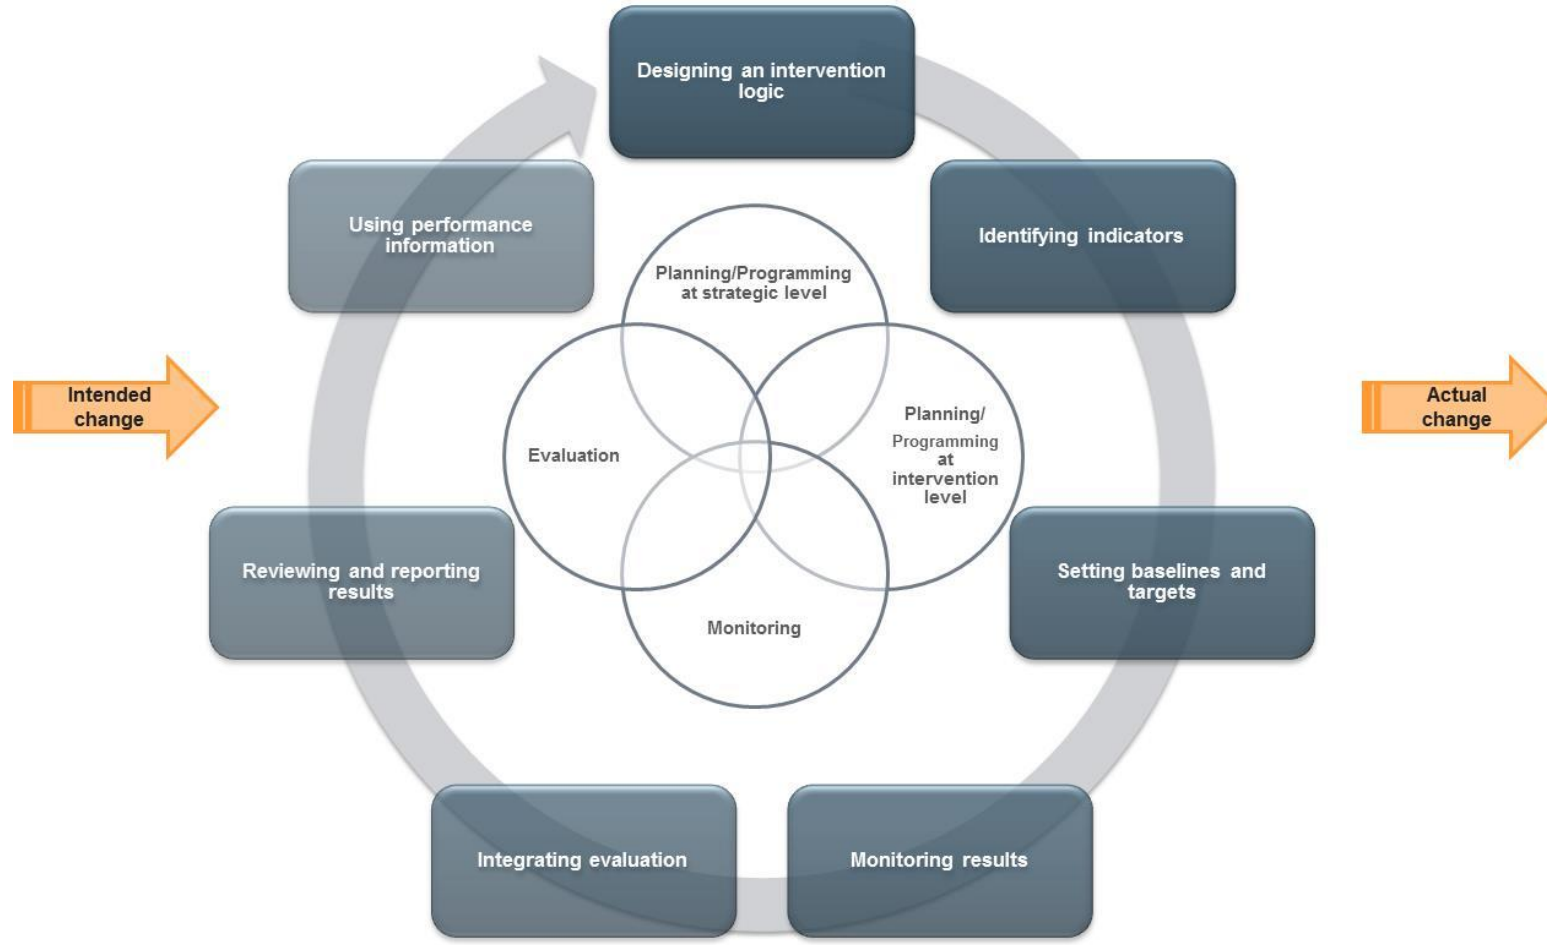 Designing an intervention
logic
Identifying indicators
Using performance
information
Planning/Programming
at strategic level
Intended
change
Actual
change
Planning/
Programming
at
intervention
level
Evaluation
Reviewing and reporting
results
Setting baselines and
targets
Monitoring
Integrating evaluation
Monitoring results